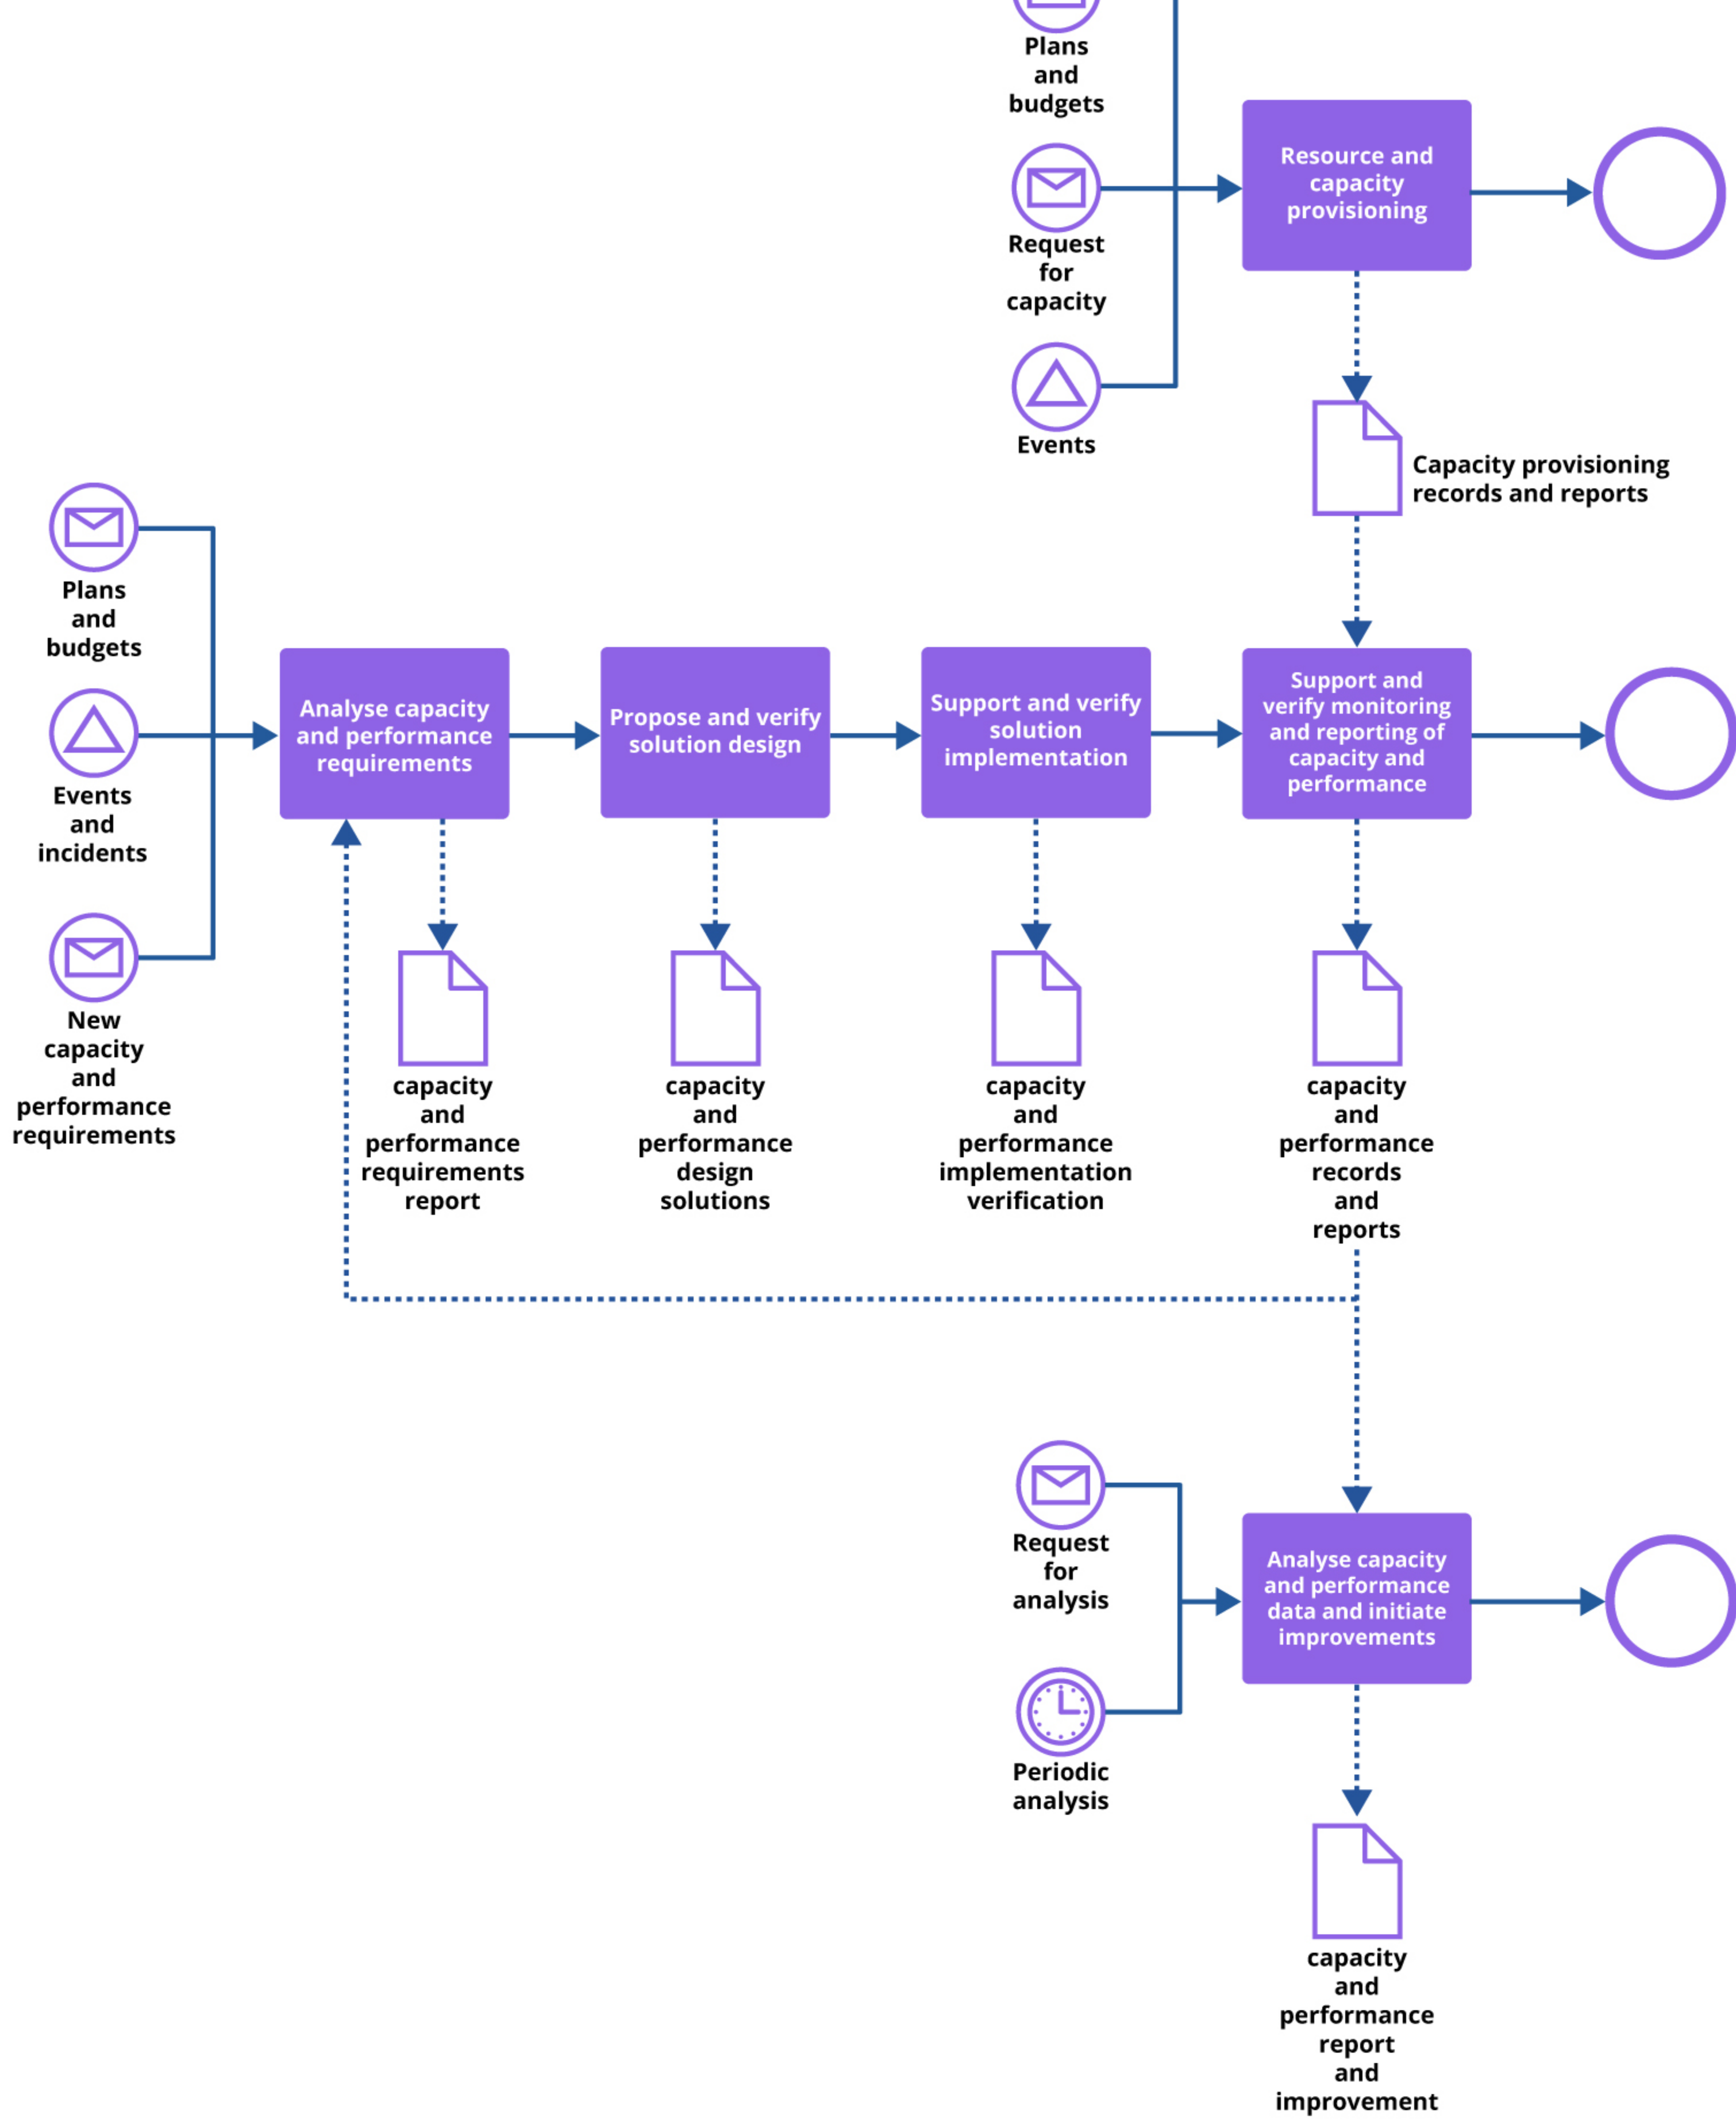 Plans
and
budgets
Resource and
capacity
provisioning
Request
for
capacity
Events
Capacity provisioning
records and reports
Plans
and
budgets
Events
and
incidents
New
capacity
and
performance
requirements
Analyse capacity
and performance
requirements
Propose and verify
solution design
Support and verify
solution
implementation
Support and
verify monitoring
and reporting of
capacity and
performance
capacity
and
performance
requirements
report
capacity
and
performance
design
solutions
capacity
and
performance
implementation
verification
capacity
and
performance
records
and
reports
Request
for
analysis
Analyse capacity
and performance
data and initiate
improvements
Periodic
analysis
capacity
and
performance
report
and
improvement